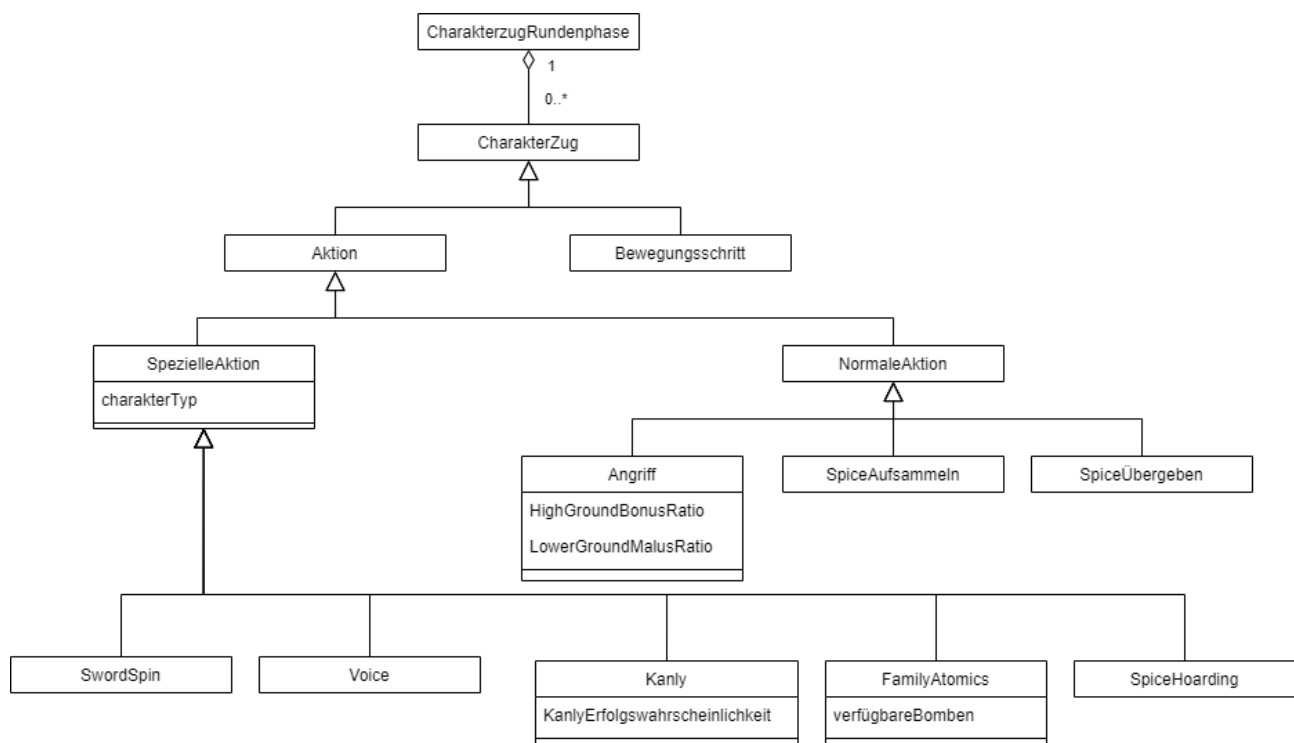 CharakterzugRundenphase
1
0..*
CharakterZug
Aktion
Bewegungsschritt
SpezielleAktion
charakterTyp
NormaleAktion
Angriff
HighGroundBonusRatio
LowerGroundMalusRatio
SpiceAufsammeln
SpiceÜbergeben
SwordSpin
Voice
Kanly
KanlyErfolgswahrscheinlichkeit
FamilyAtomics
verfügbareBomben
SpiceHoarding